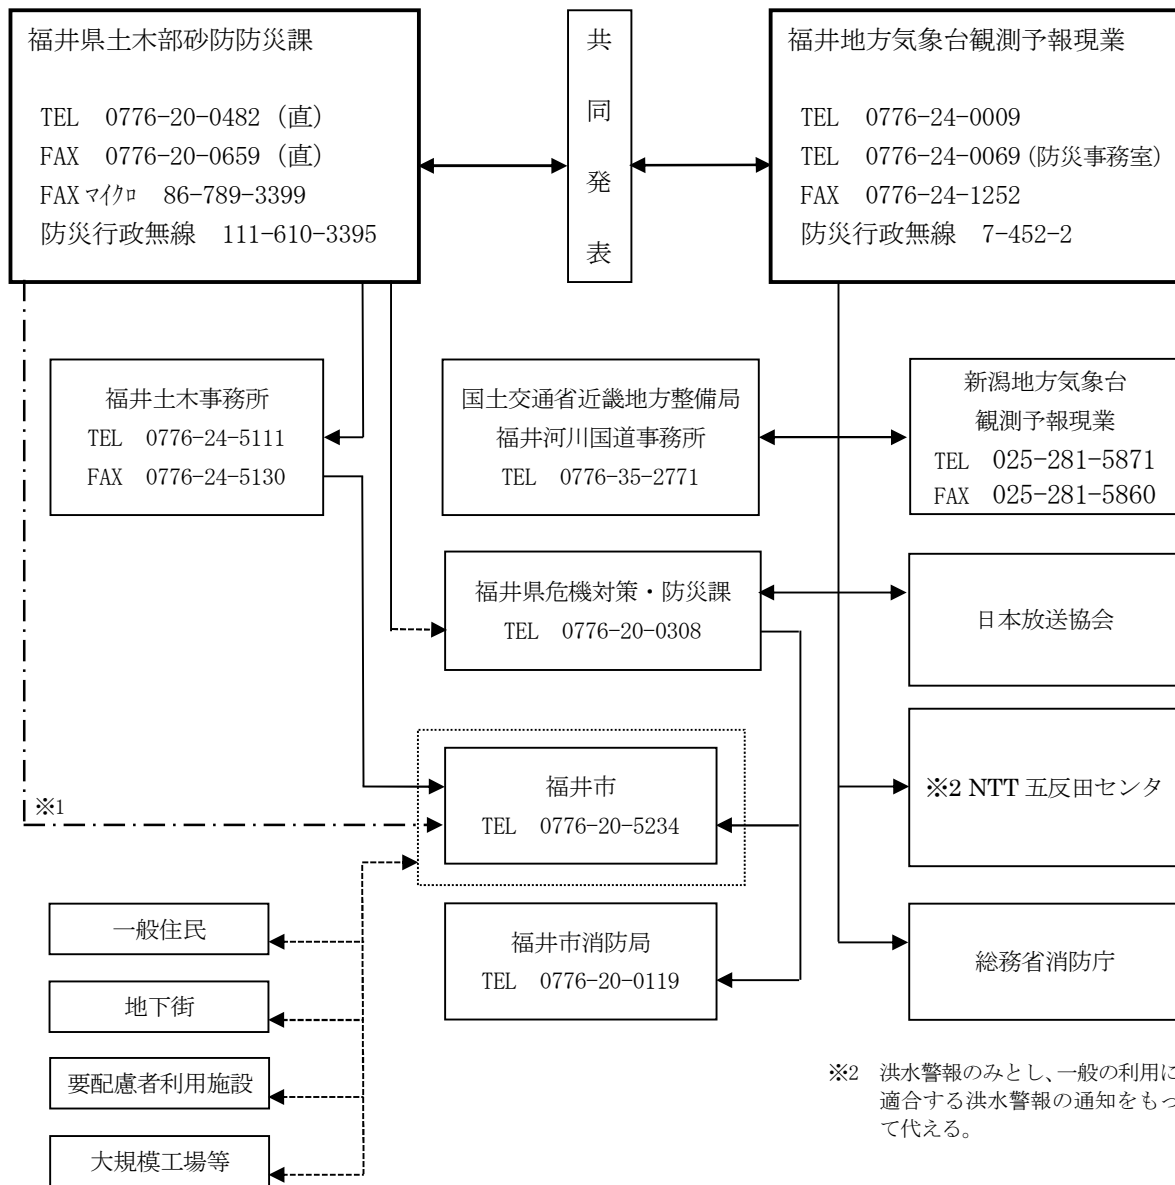 福井県土木部砂防防災課
TEL 0776-20-0482 (直)
FAX 0776-20-0659 (直)
FAX ﾏｲｸﾛ 86-789-3399
防災行政無線 111-610-3395
共
同
発
表
福井地方気象台観測予報現業
TEL 0776-24-0009
TEL 0776-24-0069 (防災事務室)
FAX 0776-24-1252
防災行政無線 7-452-2
福井土木事務所
TEL 0776-24-5111
FAX 0776-24-5130
国土交通省近畿地方整備局
福井河川国道事務所
TEL 0776-35-2771
新潟地方気象台
観測予報現業
TEL 025-281-5871
FAX 025-281-5860
福井県危機対策・防災課
TEL 0776-20-0308
日本放送協会
※1
福井市
TEL 0776-20-5234
※2 NTT 五反田センタ
一般住民
地下街
要配慮者利用施設
大規模工場等
福井市消防局
TEL 0776-20-0119
総務省消防庁
※2 洪水警報のみとし、一般の利用に
適合する洪水警報の通知をもっ
て代える。